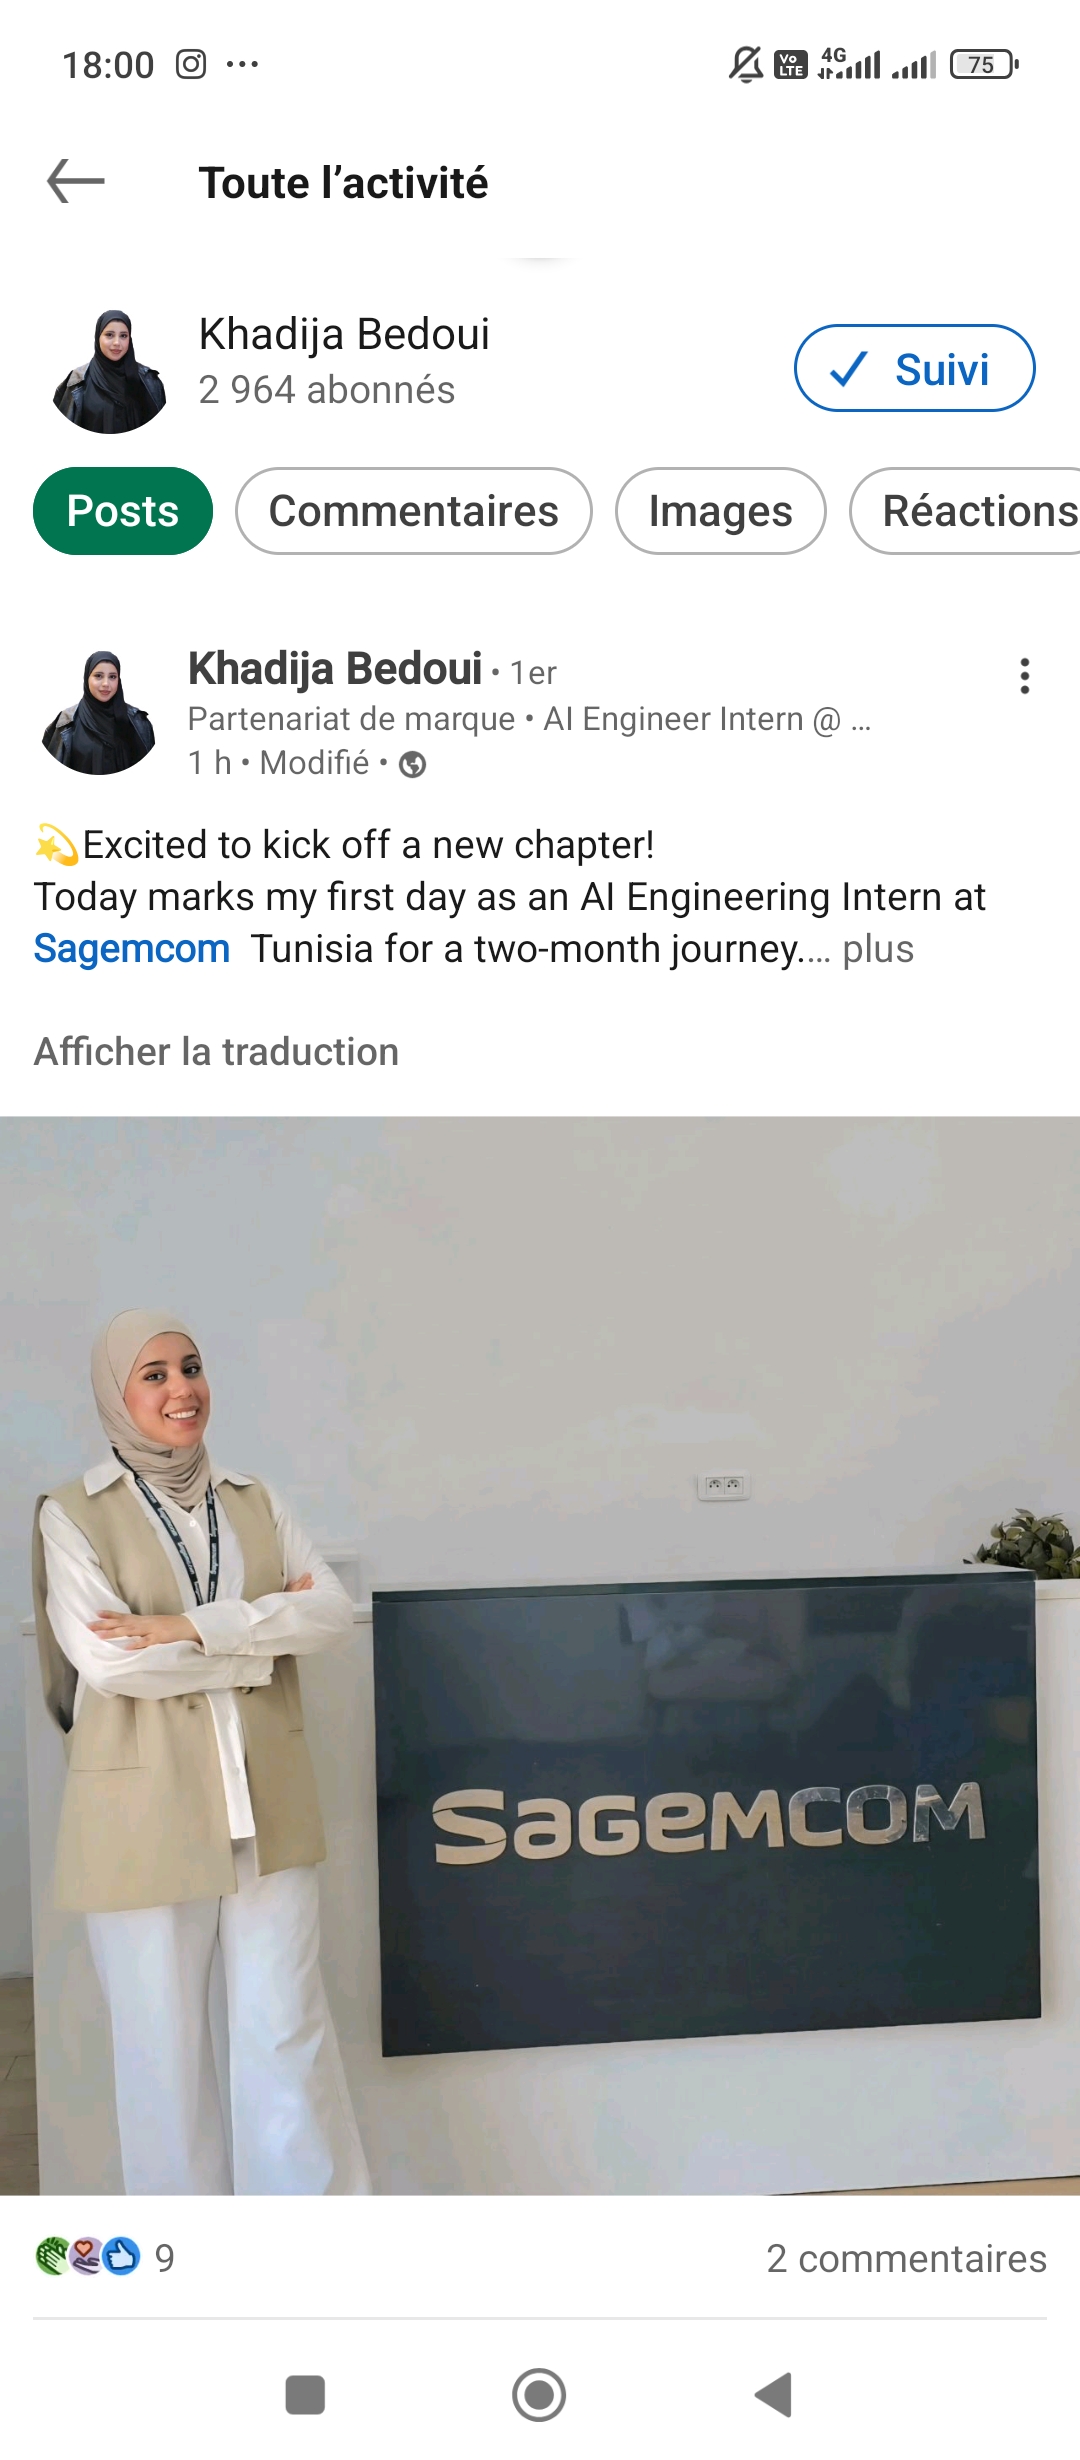 18:00
Vo LTE 4G 75
Toute l’activité
Khadija Bedoui
2 964 abonnés
Suivi
Posts
Commentaires
Images
Réactions
Khadija Bedoui • 1er
Partenariat de marque • AI Engineer Intern @ …
1 h • Modifié •
💫Excited to kick off a new chapter!
Today marks my first day as an AI Engineering Intern at
Sagemcom Tunisia for a two-month journey.… plus
Afficher la traduction
SAGEMCOM
9
2 commentaires